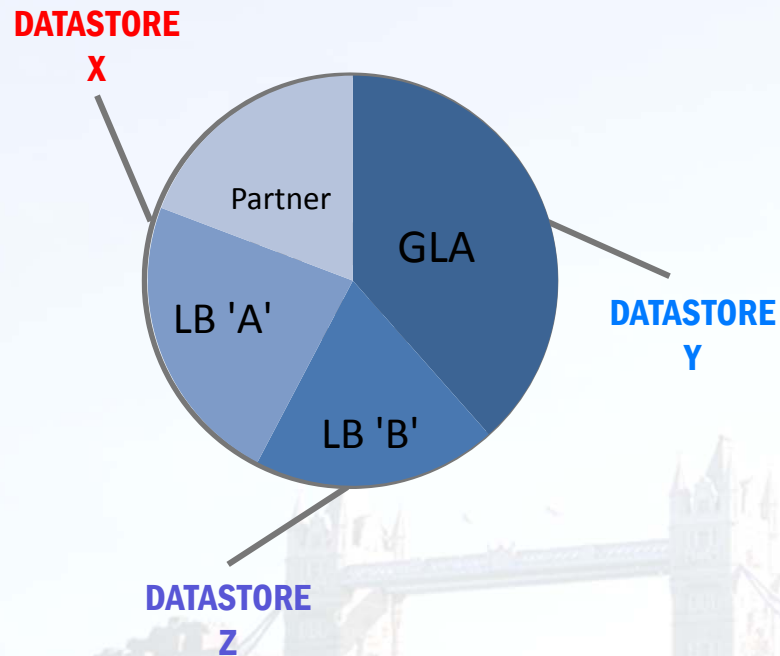 DATASTORE
X
Partner
GLA
LB 'A'
DATASTORE
Y
LB 'B'
DATASTORE
Z